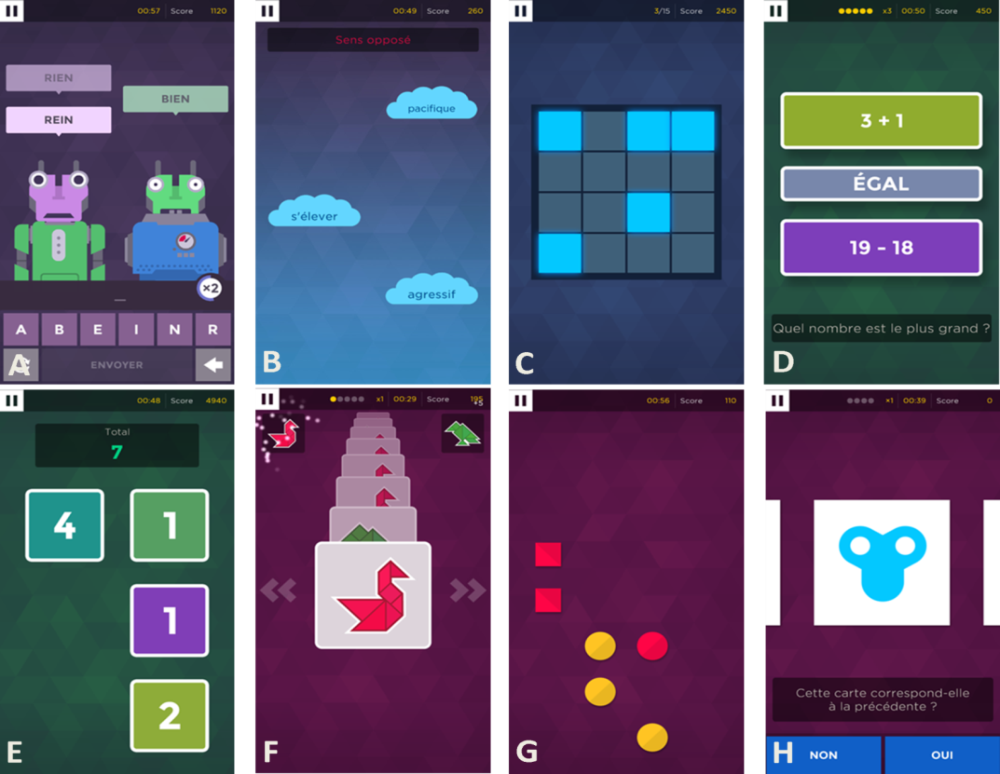 00:57 Score 1120
RIEN
BIEN
REIN
×2
A B E I N R
ENVOYER
A
00:49 Score 260
Sens opposé
pacifique
s'élever
agressif
B
3/15 Score 2450
C
x3 00:50 Score 450
3 + 1
ÉGAL
19 - 18
Quel nombre est le plus grand ?
D
00:48 Score 4940
Total
7
4 1
1
2
E
x1 00:29 Score 195
+5
F
00:56 Score 110
G
×1 00:39 Score 0
Cette carte correspond-elle
à la précédente ?
NON OUI
H